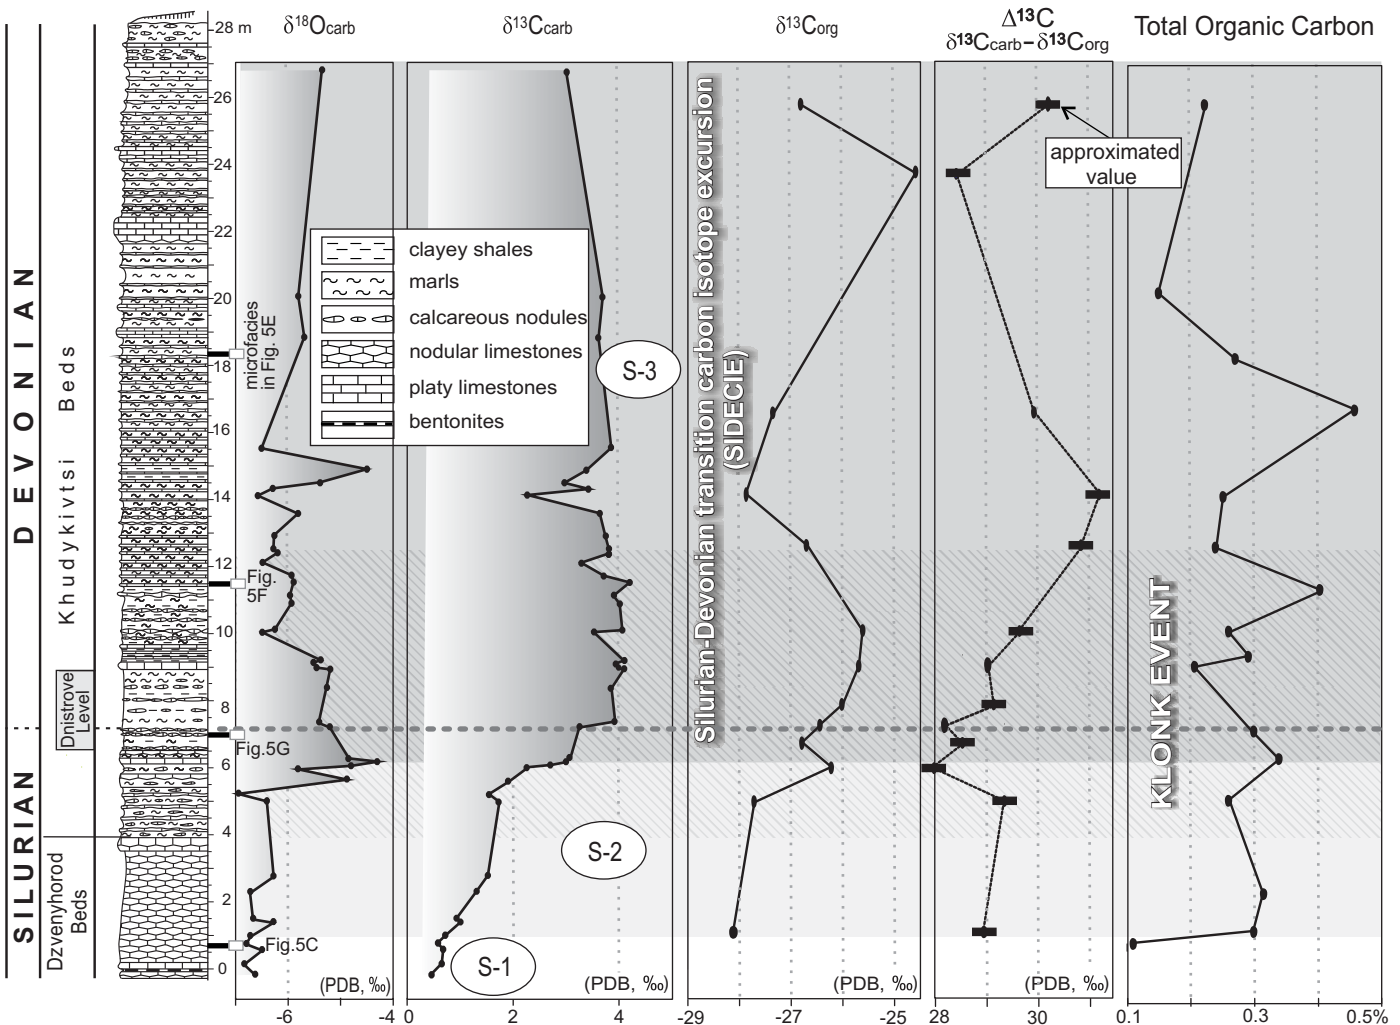 28 m
δ18Ocarb
δ13Ccarb
δ13Corg
Δ13C
δ13Ccarb – δ13Corg
Total Organic Carbon
26
24
22
20
18
16
14
12
10
8
6
4
2
0
DEVONIAN
SILURIAN
Khudykivtsi Beds
Dnistrove
Level
Dzvenyhorod
Beds
microfacies
in Fig. 5E
Fig.
5F
Fig.5G
Fig.5C
clayey shales
marls
calcareous nodules
nodular limestones
platy limestones
bentonites
S-3
S-2
S-1
Silurian-Devonian transition carbon isotope excursion
(SIDECIE)
approximated
value
KLONK EVENT
(PDB, ‰)
(PDB, ‰)
(PDB, ‰)
(PDB, ‰)
-6 -4
0 2 4
-29 -27 -25
28 30
0.1 0.3 0.5%